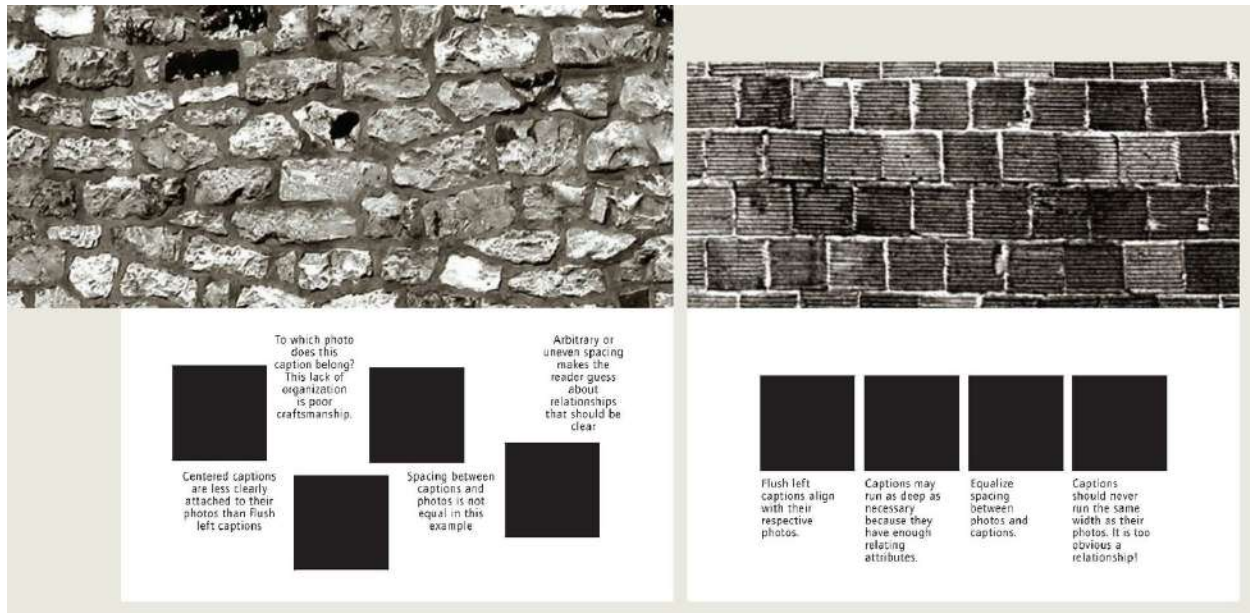 To which photo
does this
caption belong?
This lack of
organization
is poor
craftsmanship.
Arbitrary or
uneven spacing
makes the
reader guess
about
relationships
that should be
clear
Centered captions
are less clearly
attached to their
photos than flush
left captions
Spacing between
captions and
photos is not
equal in this
example
Flush left
captions align
with their
respective
photos.
Captions may
run as deep as
necessary
because they
have enough
relating
attributes.
Equalize
spacing
between
photos and
captions.
Captions
should never
run the same
width as their
photos. It is too
obvious a
relationship!